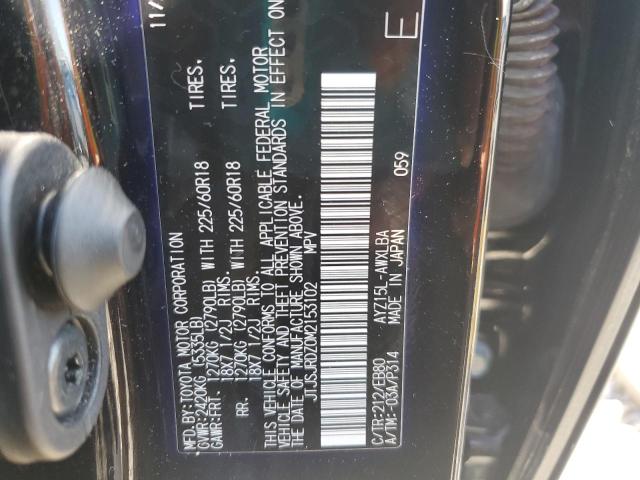 MFD.BY:TOYOTA MOTOR CORPORATION 11/
GVWR:2420KG (5335LB)
GAWR:FRT. 1270KG (2790LB) WITH 225/60R18 TIRES.
18X7 1/2J RIMS.
RR. 1270KG (2790LB) WITH 225/60R18 TIRES.
18X7 1/2J RIMS.
THIS VEHICLE CONFORMS TO ALL APPLICABLE FEDERAL MOTOR
VEHICLE SAFETY AND THEFT PREVENTION STANDARDS IN EFFECT ON
THE DATE OF MANUFACTURE SHOWN ABOVE.
JTJSJRDZ0M2153102 MPV
059 E
C/TR:212/EB80 AYZ15L-AWXLBA
A/TM:-03A/P314 MADE IN JAPAN